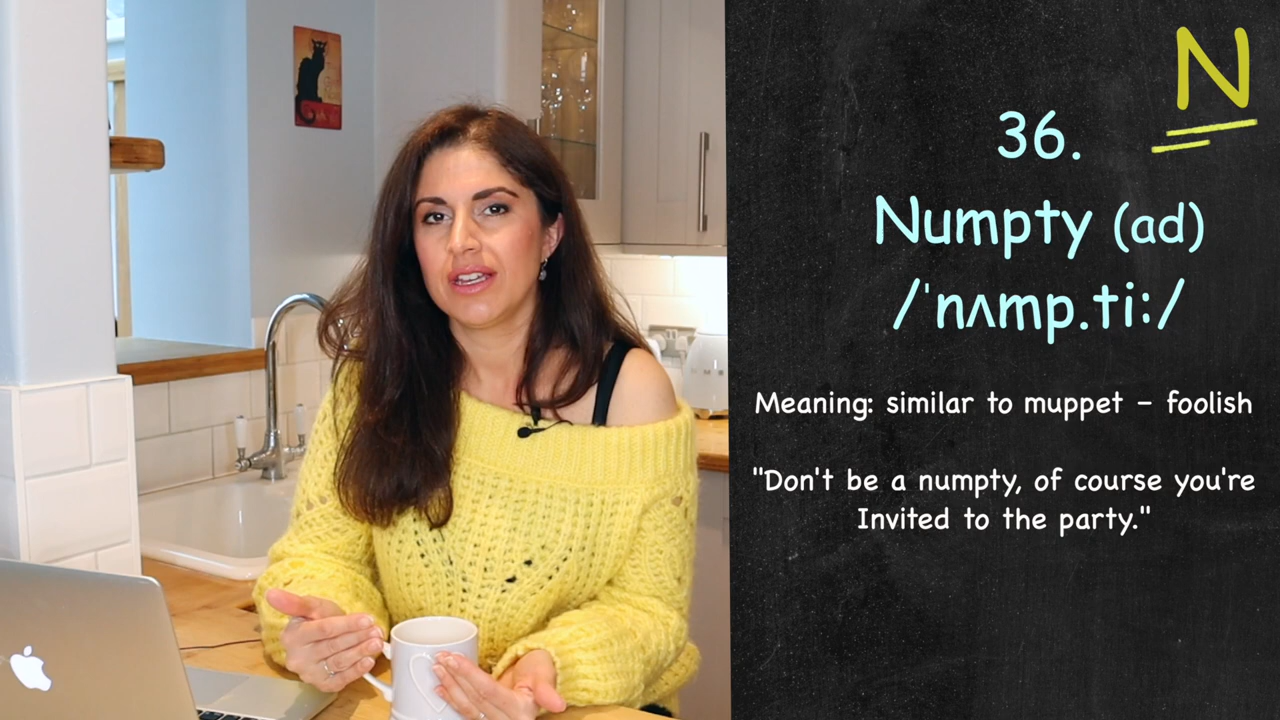 N
36.
Numpty (ad)
/ˈnʌmp.tiː/
Meaning: similar to muppet – foolish
"Don't be a numpty, of course you're
Invited to the party."